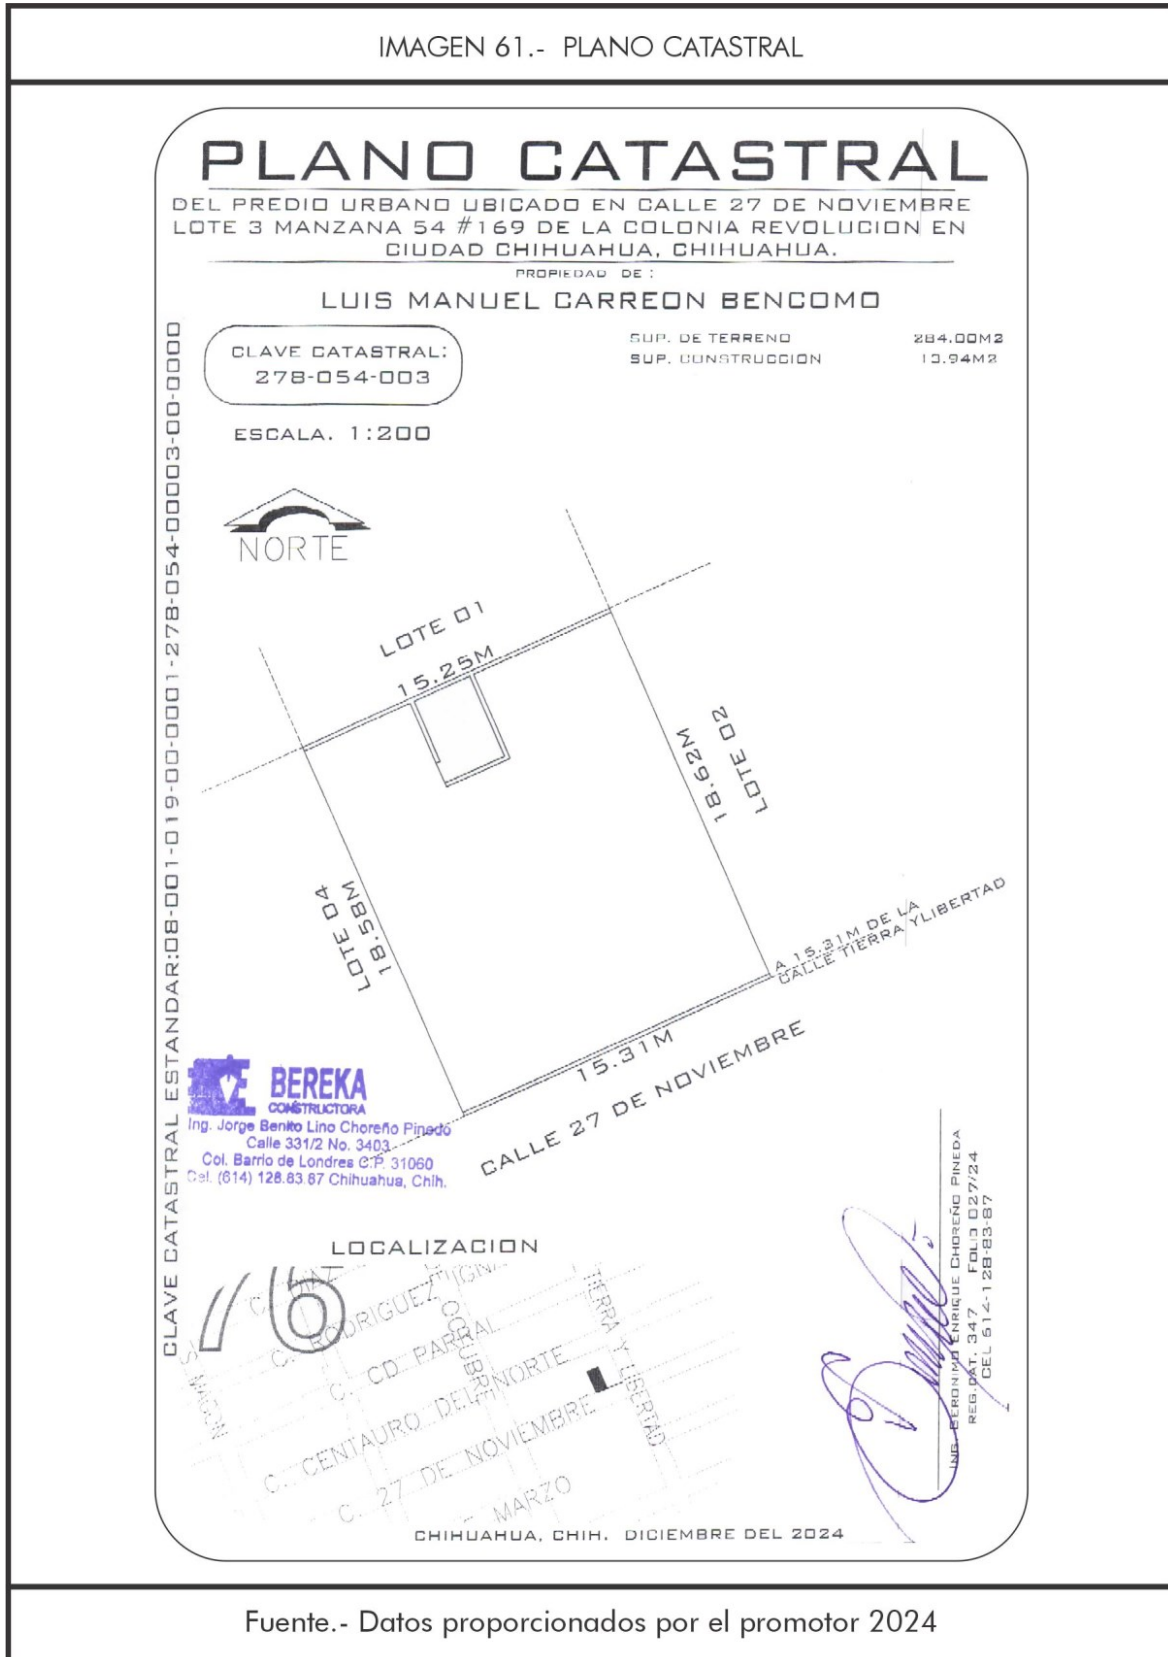 IMAGEN 61.- PLANO CATASTRAL
PLANO CATASTRAL
DEL PREDIO URBANO UBICADO EN CALLE 27 DE NOVIEMBRE
LOTE 3 MANZANA 54 #169 DE LA COLONIA REVOLUCION EN
CIUDAD CHIHUAHUA, CHIHUAHUA.
PROPIEDAD DE :
LUIS MANUEL CARREON BENCOMO
CLAVE CATASTRAL:
278-054-003
SUP. DE TERRENO 284.00M2
SUP. CONSTRUCCION 13.94M2
ESCALA. 1:200
CLAVE CATASTRAL ESTANDAR:08-001-019-00-0001-278-054-00003-00-0000
NORTE
LOTE 01
15.25M
LOTE 02
18.62M
LOTE 04
18.58M
A 15.31M DE LA
CALLE TIERRA YLIBERTAD
15.31M
CALLE 27 DE NOVIEMBRE
BEREKA
CONSTRUCTORA
Ing. Jorge Benito Lino Choreño Pinedo
Calle 331/2 No. 3403
Col. Barrio de Londres C.P. 31060
Cel. (614) 128.83.87 Chihuahua, Chih.
LOCALIZACION
76
C. RODRIGUEZ
C. CD PARRAL
OCTUBRE
TIERRA Y LIBERTAD
C. CENTAURO DEL NORTE
C. 27 DE NOVIEMBRE
MARZO
ING. GERONIMO ENRIQUE CHOREÑO PINEDA
REG.CAT. 347 FOLIO 027/24
CEL 614-128-83-87
CHIHUAHUA, CHIH. DICIEMBRE DEL 2024
Fuente.- Datos proporcionados por el promotor 2024